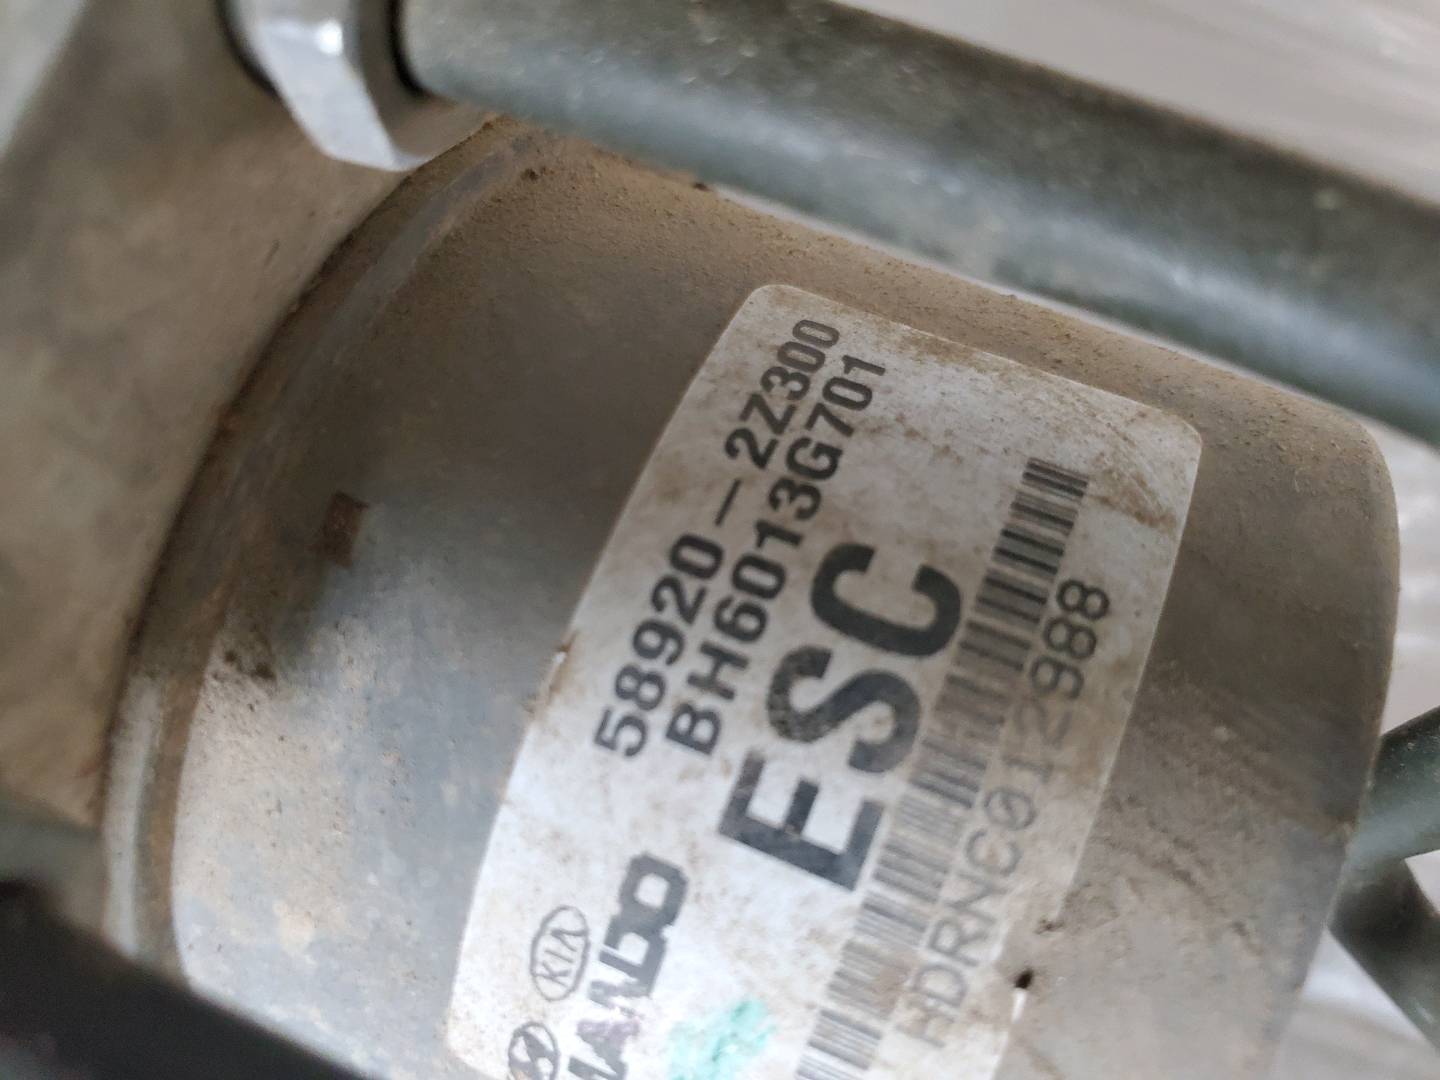 58920-2Z300
BH6013G701
ESC
HDRNC012988
KIA
MANDO